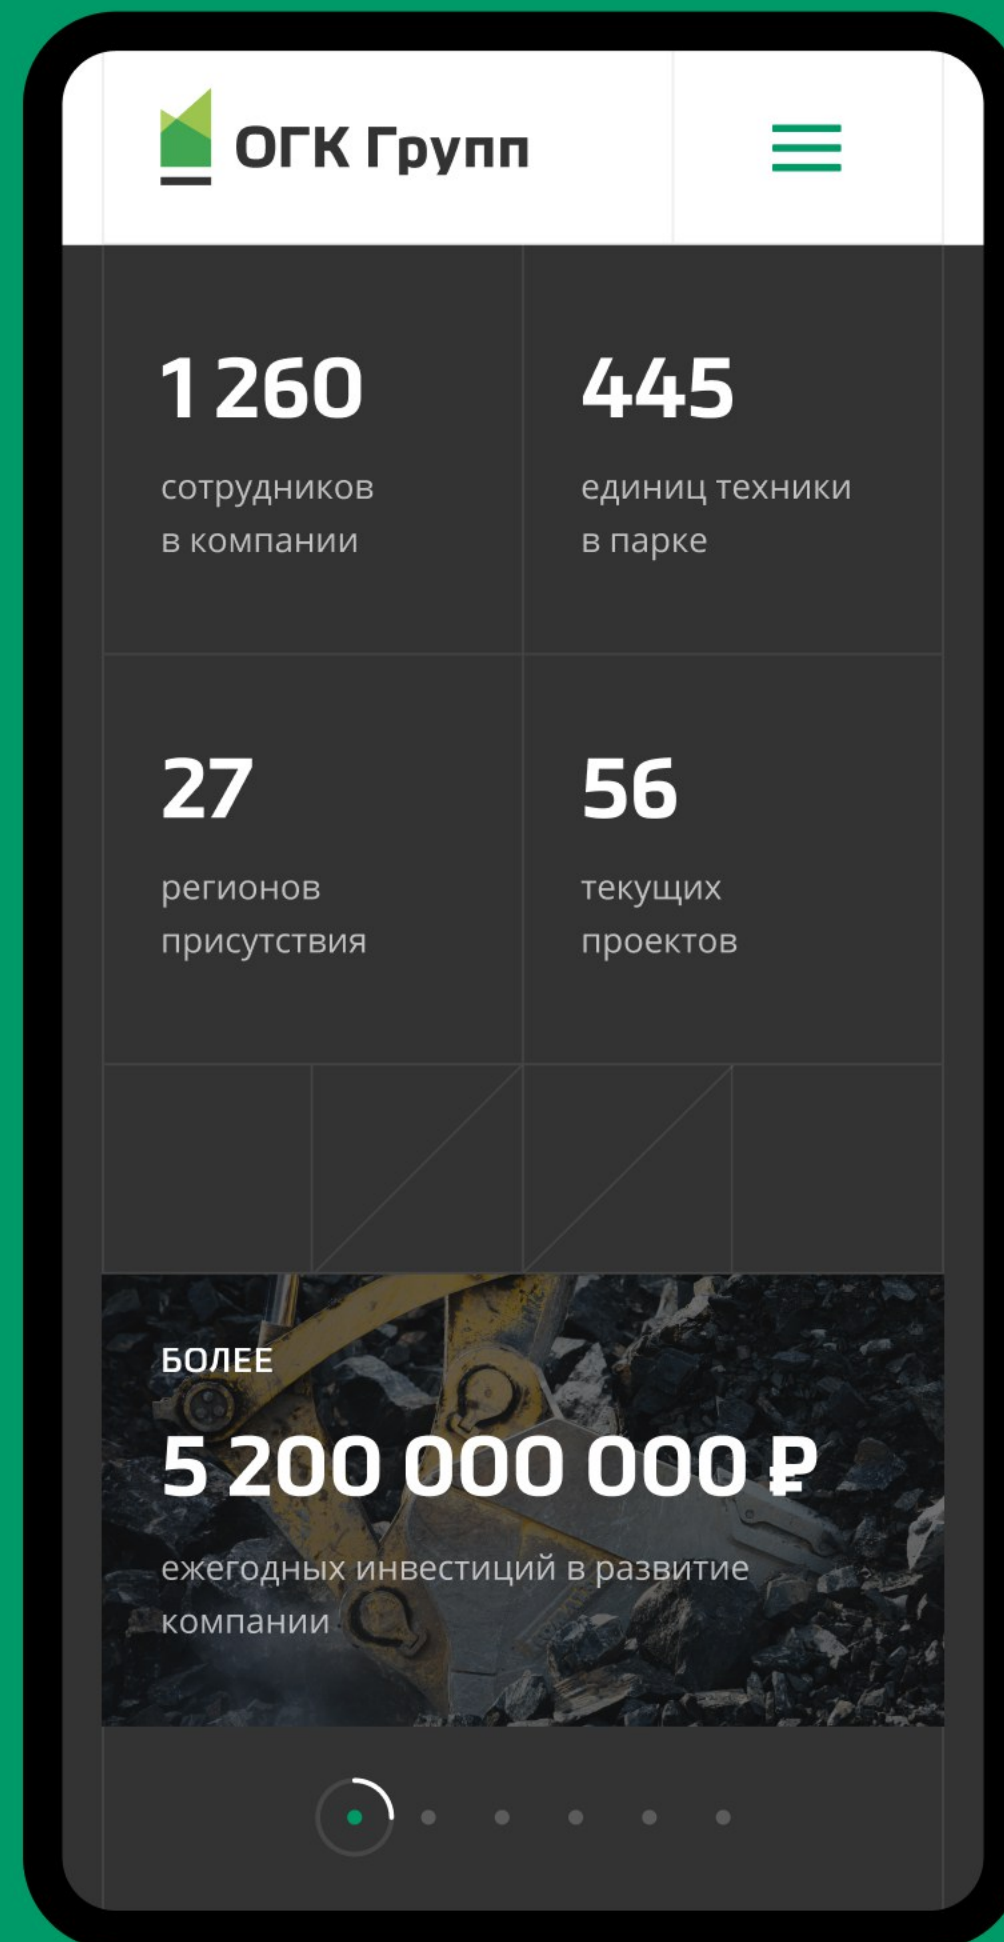 ОГК Групп
1 260
сотрудников
в компании
445
единиц техники
в парке
27
регионов
присутствия
56
текущих
проектов
БОЛЕЕ
5 200 000 000 ₽
ежегодных инвестиций в развитие
компании